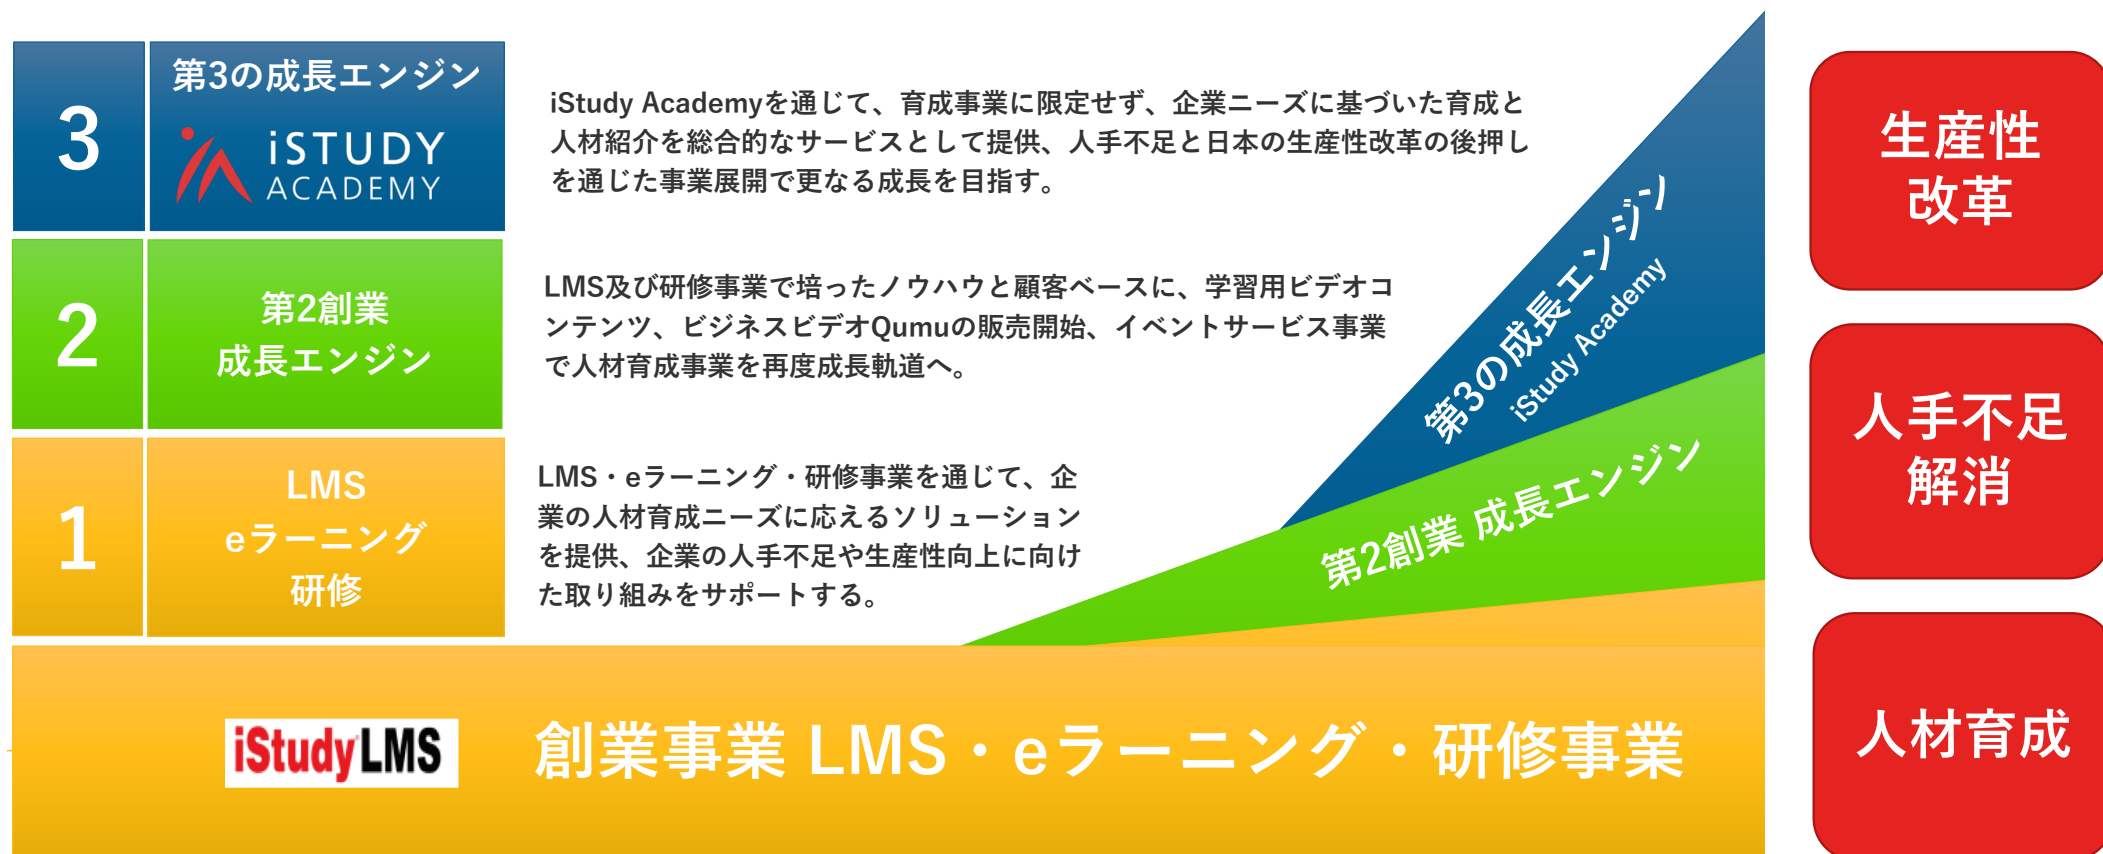 3
第3の成長エンジン
iSTUDY
ACADEMY
iStudy Academyを通じて、育成事業に限定せず、企業ニーズに基づいた育成と
人材紹介を総合的なサービスとして提供、人手不足と日本の生産性改革の後押し
を通じた事業展開で更なる成長を目指す。
2
第2創業
成長エンジン
LMS及び研修事業で培ったノウハウと顧客ベースに、学習用ビデオコ
ンテンツ、ビジネスビデオQumuの販売開始、イベントサービス事業
で人材育成事業を再度成長軌道へ。
1
LMS
eラーニング
研修
LMS・eラーニング・研修事業を通じて、企
業の人材育成ニーズに応えるソリューション
を提供、企業の人手不足や生産性向上に向け
た取り組みをサポートする。
第3の成長エンジン
iStudy Academy
第2創業 成長エンジン
iStudy LMS
創業事業 LMS・eラーニング・研修事業
生産性
改革
人手不足
解消
人材育成